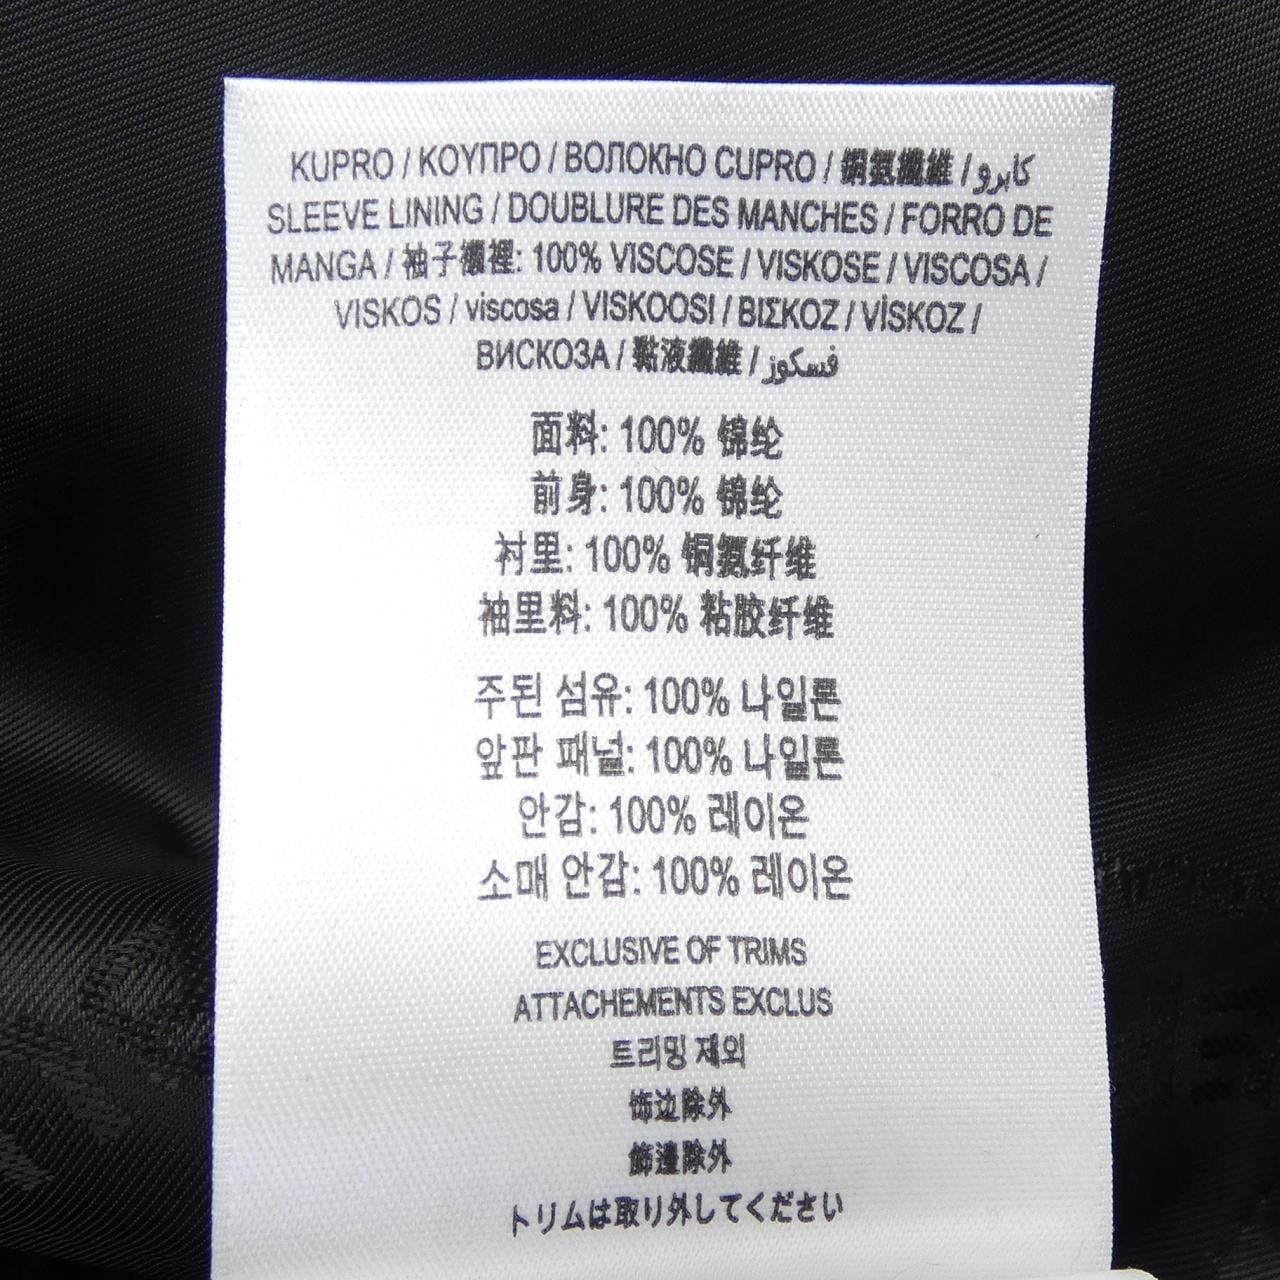 KUPRO / ΚΟΥΠΡΟ / ВОЛОКНО CUPRO / 銅氨纖維 / كابرو
SLEEVE LINING / DOUBLURE DES MANCHES / FORRO DE
MANGA / 袖子襯裡: 100% VISCOSE / VISKOSE / VISCOSA /
VISKOS / viscosa / VISKOOSI / ΒΙΣΚΟΖ / VİSKOZ /
ВИСКОЗА / 黏液纖維 / فسكوز
面料: 100% 锦纶
前身: 100% 锦纶
衬里: 100% 铜氨纤维
袖里料: 100% 粘胶纤维
주된 섬유: 100% 나일론
앞판 패널: 100% 나일론
안감: 100% 레이온
소매 안감: 100% 레이온
EXCLUSIVE OF TRIMS
ATTACHEMENTS EXCLUS
트리밍 제외
饰边除外
飾邊除外
トリムは取り外してください